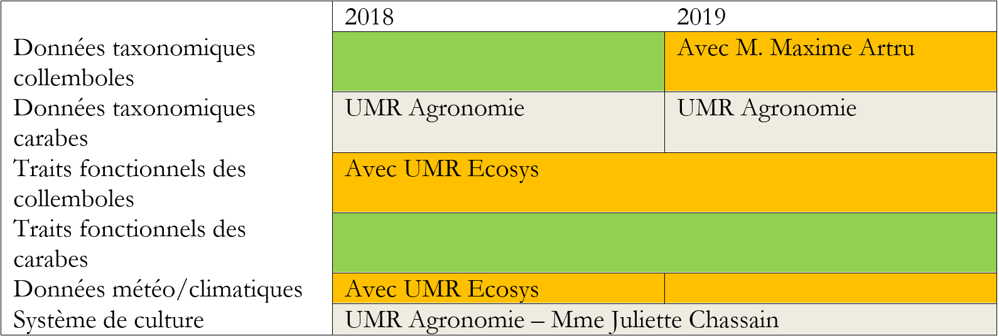 2018 2019
Données taxonomiques Avec M. Maxime Artru
collemboles
Données taxonomiques UMR Agronomie UMR Agronomie
carabes
Traits fonctionnels des Avec UMR Ecosys
collemboles
Traits fonctionnels des
carabes
Données météo/climatiques Avec UMR Ecosys
Système de culture UMR Agronomie – Mme Juliette Chassain